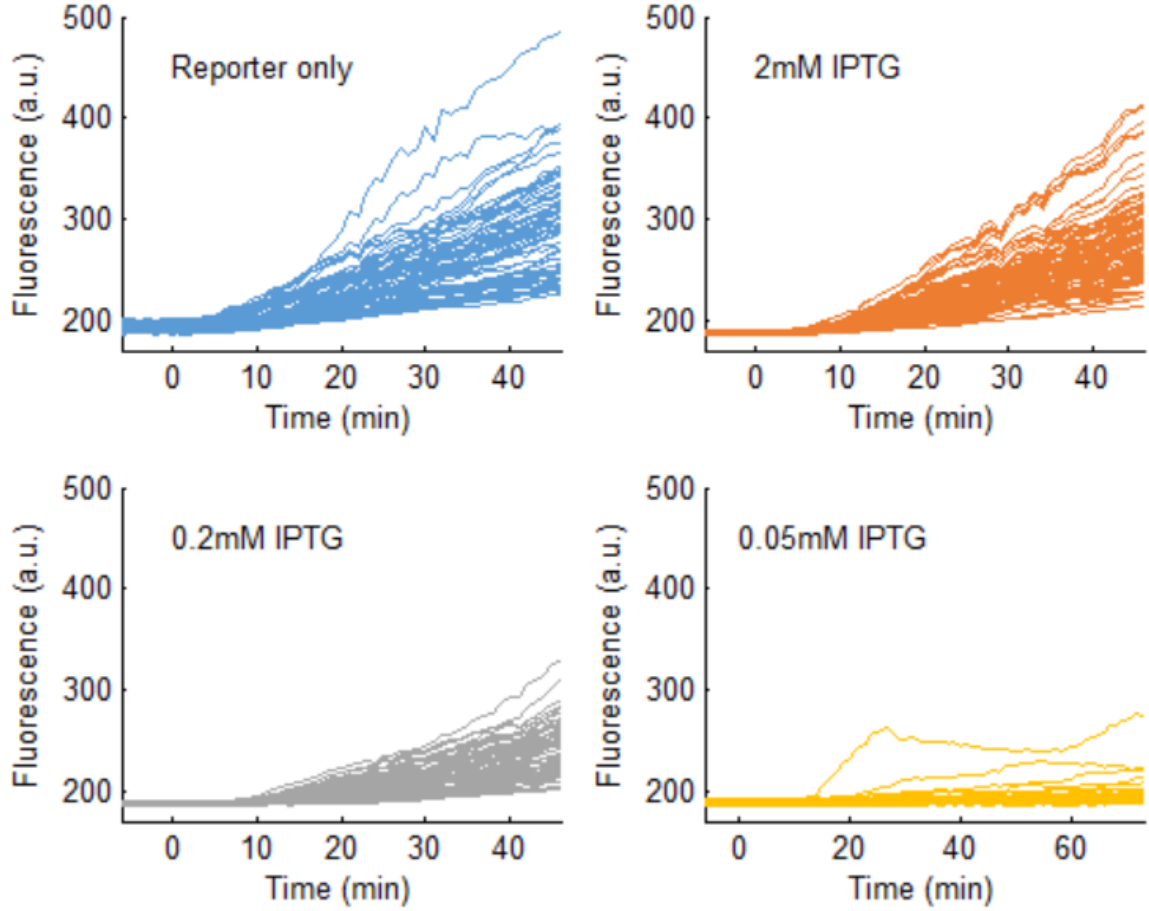 Reporter only
Fluorescence (a.u.)
500
400
300
200
0 10 20 30 40
Time (min)
2mM IPTG
Fluorescence (a.u.)
500
400
300
200
0 10 20 30 40
Time (min)
0.2mM IPTG
Fluorescence (a.u.)
500
400
300
200
0 10 20 30 40
Time (min)
0.05mM IPTG
Fluorescence (a.u.)
500
400
300
200
0 20 40 60
Time (min)